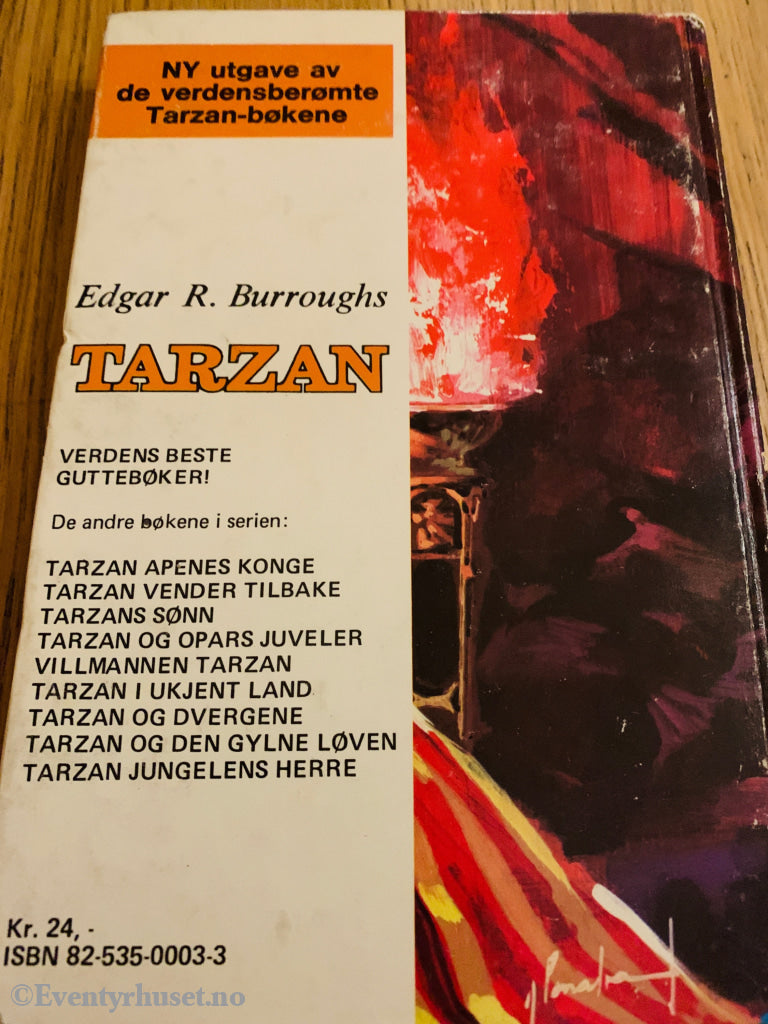 NY utgave av
de verdensberømte
Tarzan-bøkene
Edgar R. Burroughs
TARZAN
VERDENS BESTE
GUTTEBØKER!
De andre bøkene i serien:
TARZAN APENES KONGE
TARZAN VENDER TILBAKE
TARZANS SØNN
TARZAN OG OPARS JUVELER
VILLMANNEN TARZAN
TARZAN I UKJENT LAND
TARZAN OG DVERGENE
TARZAN OG DEN GYLNE LØVEN
TARZAN JUNGELENS HERRE
Kr. 24,-
ISBN 82-535-0003-3
©Eventyrhuset.no